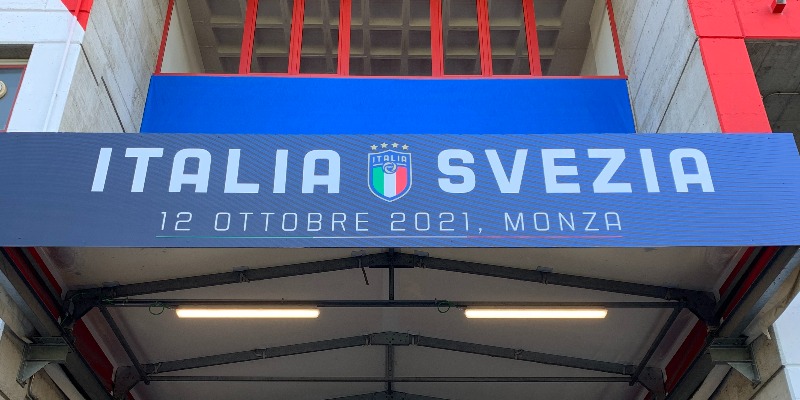 ITALIA ITALIA SVEZIA
12 OTTOBRE 2021, MONZA